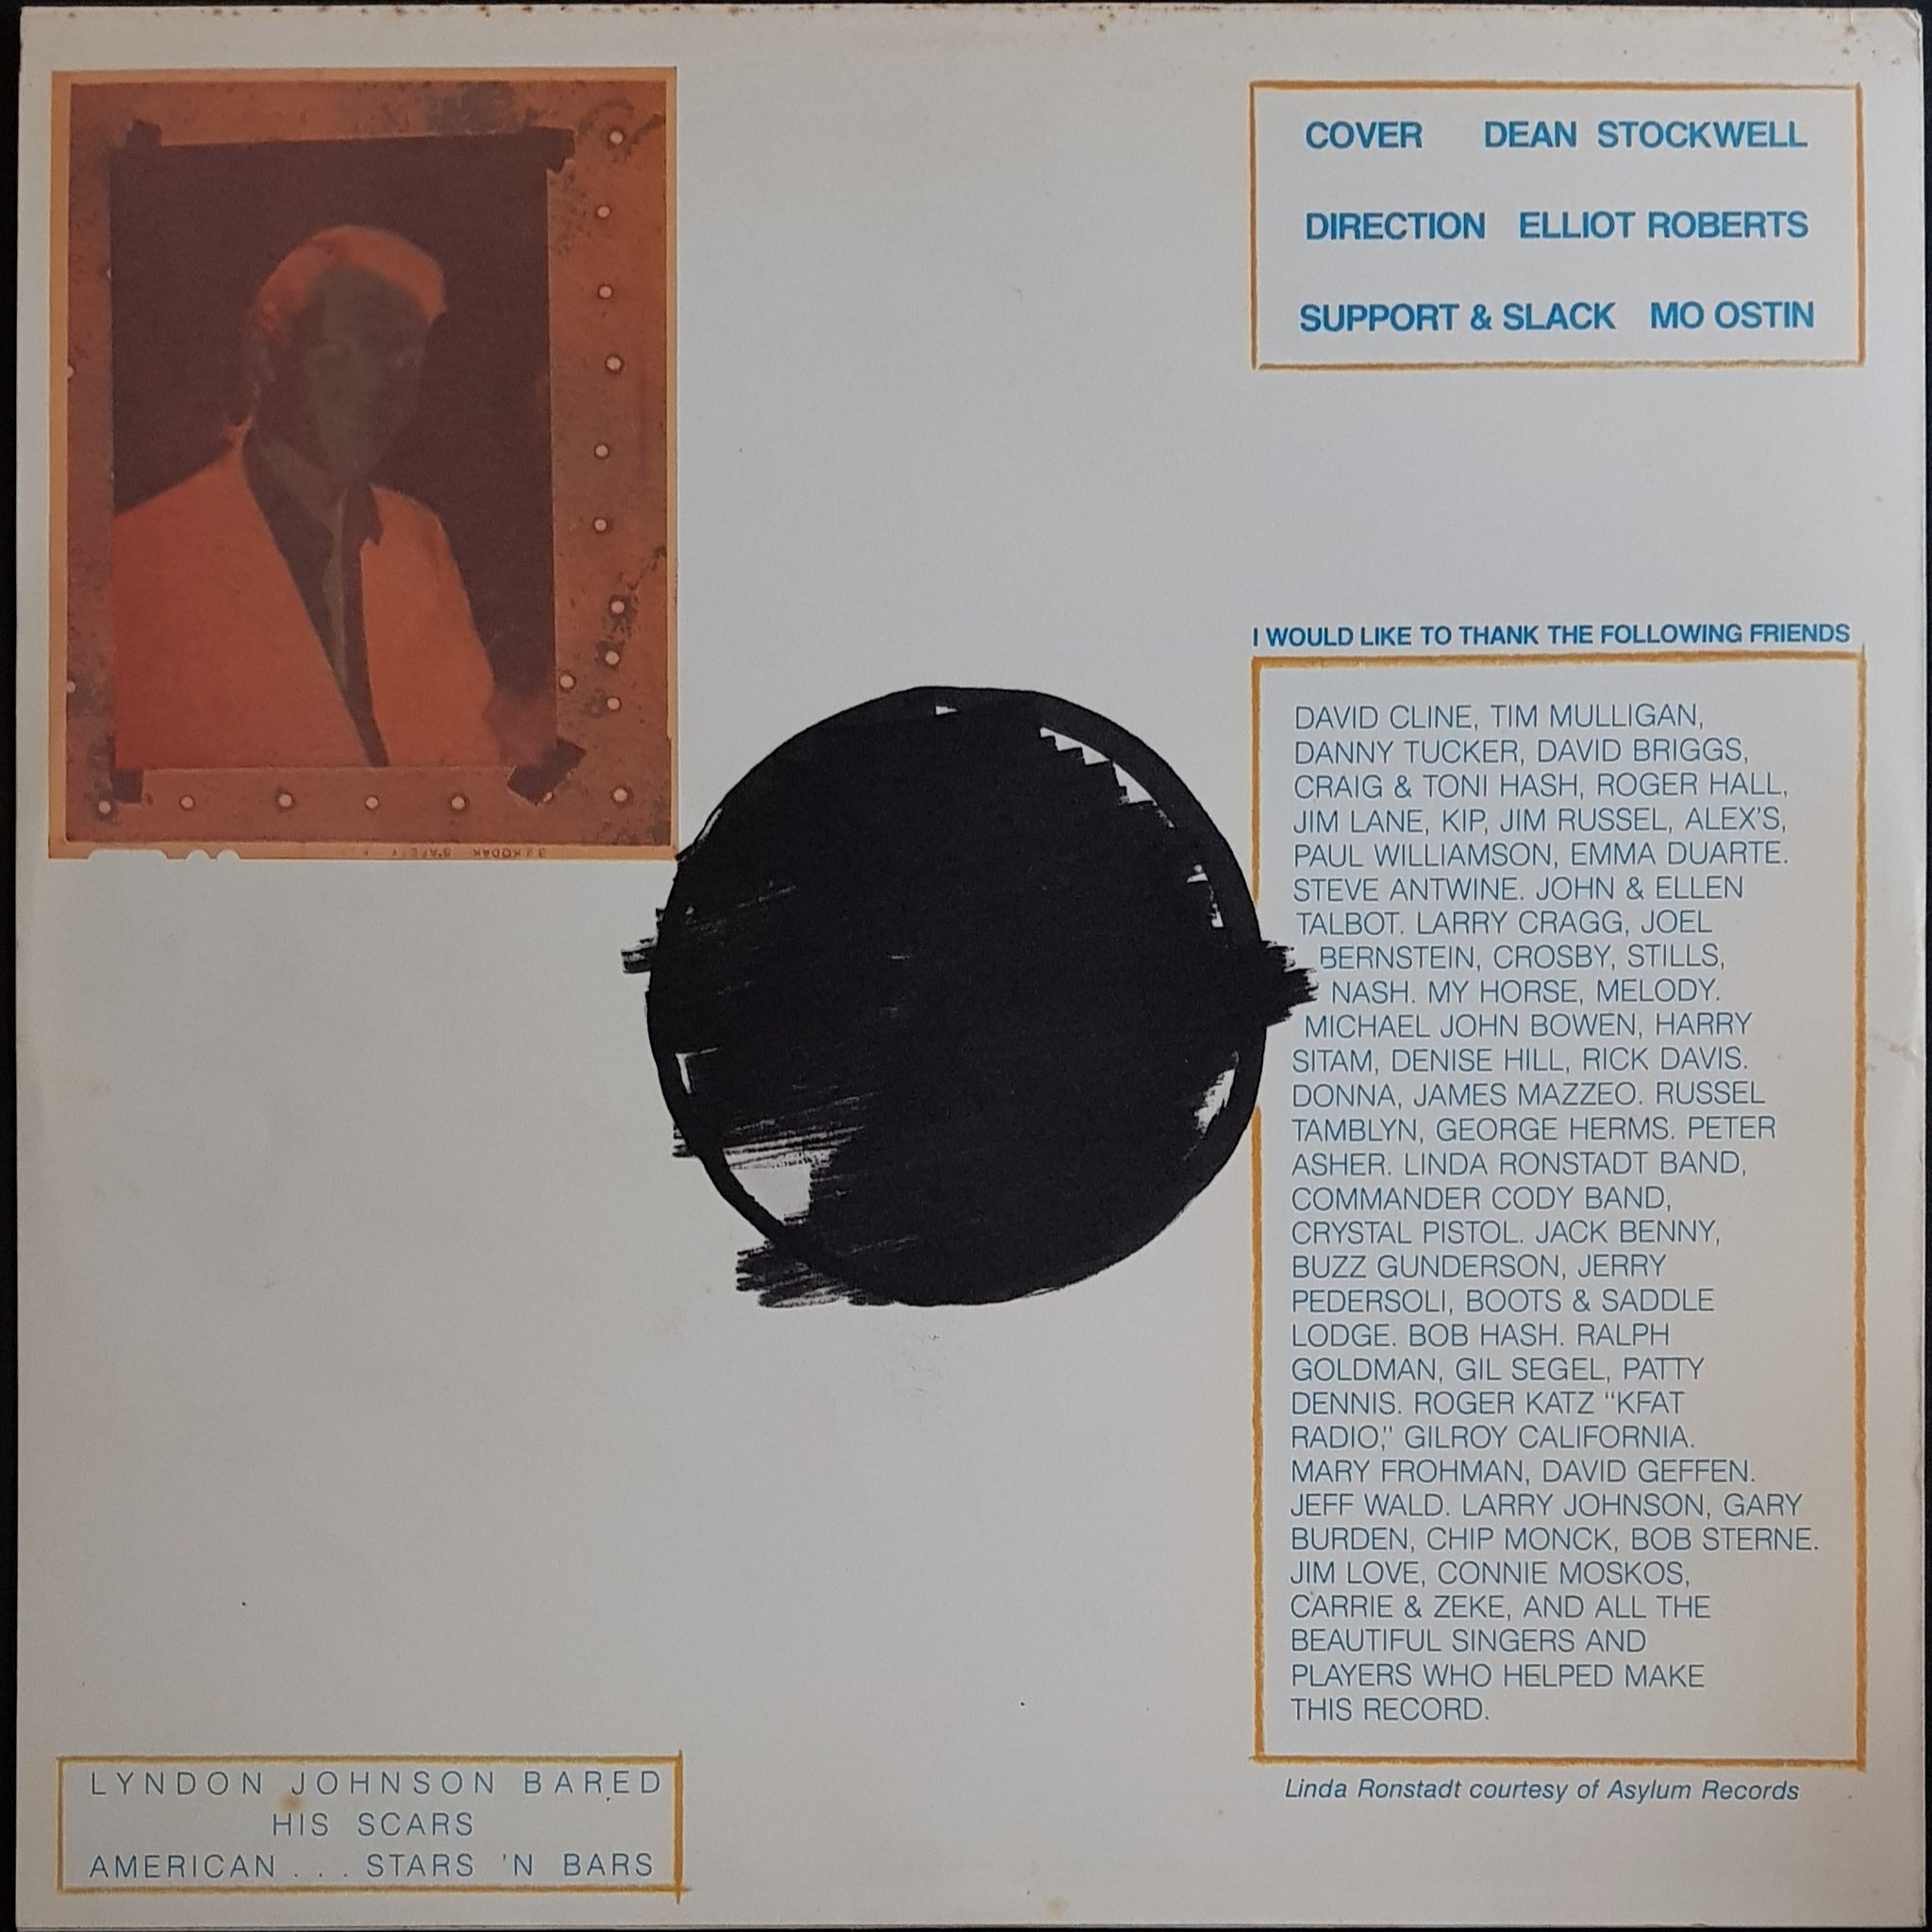 COVER DEAN STOCKWELL
DIRECTION ELLIOT ROBERTS
SUPPORT & SLACK MO OSTIN
I WOULD LIKE TO THANK THE FOLLOWING FRIENDS
DAVID CLINE, TIM MULLIGAN,
DANNY TUCKER, DAVID BRIGGS,
CRAIG & TONI HASH, ROGER HALL,
JIM LANE, KIP, JIM RUSSEL, ALEX'S,
PAUL WILLIAMSON, EMMA DUARTE.
STEVE ANTWINE. JOHN & ELLEN
TALBOT. LARRY CRAGG, JOEL
BERNSTEIN, CROSBY, STILLS,
NASH. MY HORSE, MELODY.
MICHAEL JOHN BOWEN, HARRY
SITAM, DENISE HILL, RICK DAVIS.
DONNA, JAMES MAZZEO. RUSSEL
TAMBLYN, GEORGE HERMS. PETER
ASHER. LINDA RONSTADT BAND,
COMMANDER CODY BAND,
CRYSTAL PISTOL. JACK BENNY,
BUZZ GUNDERSON, JERRY
PEDERSOLI, BOOTS & SADDLE
LODGE. BOB HASH. RALPH
GOLDMAN, GIL SEGEL, PATTY
DENNIS. ROGER KATZ “KFAT
RADIO,” GILROY CALIFORNIA.
MARY FROHMAN, DAVID GEFFEN.
JEFF WALD. LARRY JOHNSON, GARY
BURDEN, CHIP MONCK, BOB STERNE.
JIM LOVE, CONNIE MOSKOS,
CARRIE & ZEKE, AND ALL THE
BEAUTIFUL SINGERS AND
PLAYERS WHO HELPED MAKE
THIS RECORD.
Linda Ronstadt courtesy of Asylum Records
LYNDON JOHNSON BARED
HIS SCARS
AMERICAN . . . STARS 'N BARS
32 KODAK SAFETY